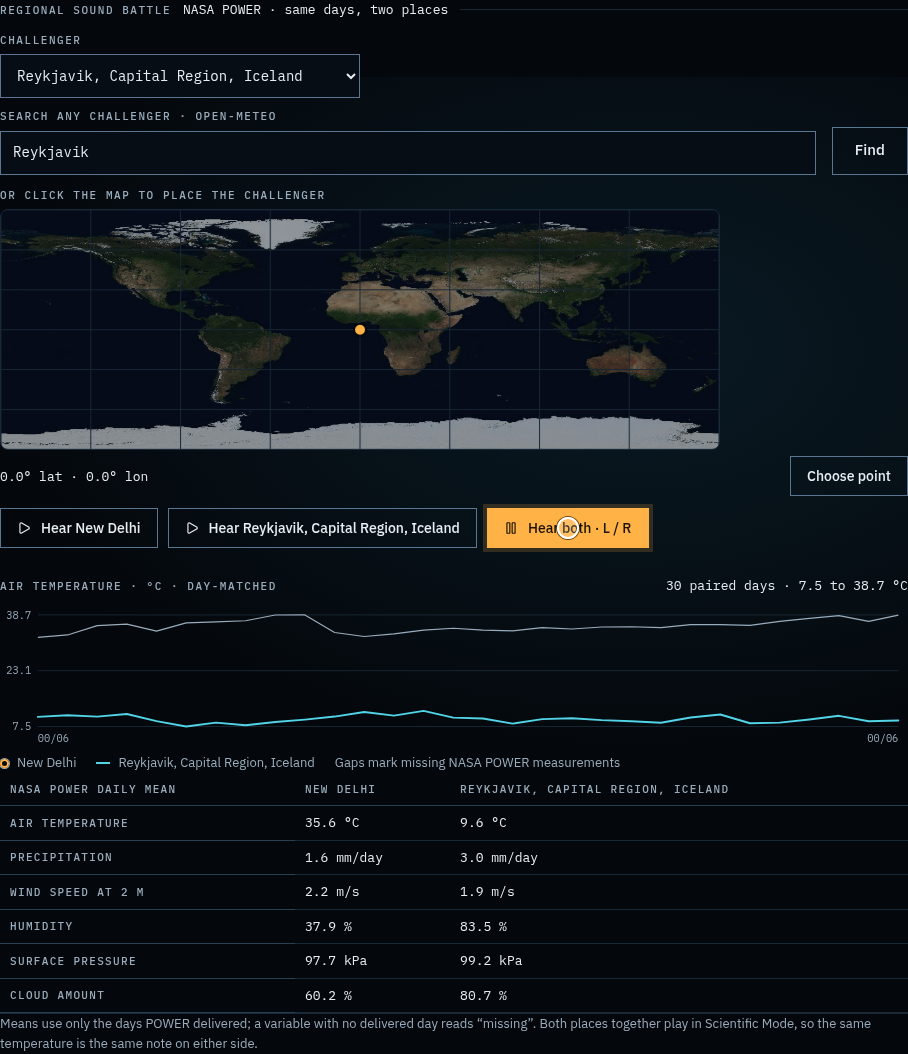 REGIONAL SOUND BATTLE NASA POWER · same days, two places
CHALLENGER
Reykjavik, Capital Region, Iceland
SEARCH ANY CHALLENGER · OPEN-METEO
Reykjavik
Find
OR CLICK THE MAP TO PLACE THE CHALLENGER
0.0° lat · 0.0° lon
Choose point
Hear New Delhi
Hear Reykjavik, Capital Region, Iceland
Hear both · L / R
AIR TEMPERATURE · °C · DAY-MATCHED
30 paired days · 7.5 to 38.7 °C
38.7
23.1
7.5
00/06 00/06
New Delhi Reykjavik, Capital Region, Iceland Gaps mark missing NASA POWER measurements
NASA POWER DAILY MEAN NEW DELHI REYKJAVIK, CAPITAL REGION, ICELAND
AIR TEMPERATURE 35.6 °C 9.6 °C
PRECIPITATION 1.6 mm/day 3.0 mm/day
WIND SPEED AT 2 M 2.2 m/s 1.9 m/s
HUMIDITY 37.9 % 83.5 %
SURFACE PRESSURE 97.7 kPa 99.2 kPa
CLOUD AMOUNT 60.2 % 80.7 %
Means use only the days POWER delivered; a variable with no delivered day reads “missing”. Both places together play in Scientific Mode, so the same
temperature is the same note on either side.